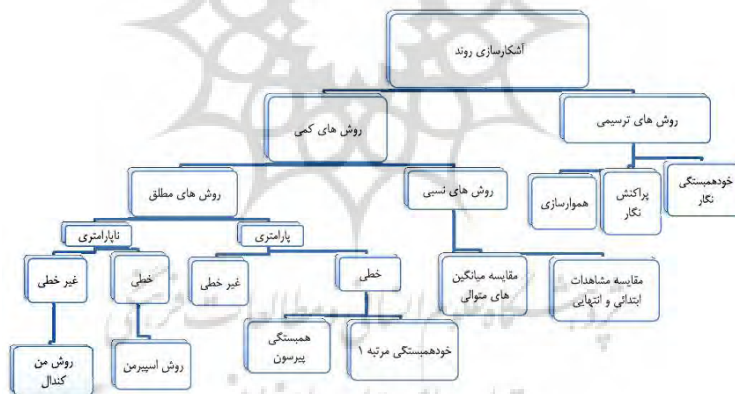 آشکارسازی روند
روش های ترسیمی
روش های کمی
خودهمبستگی
نگار
پراکنش
نگار
هموارسازی
روش های نسبی
روش های مطلق
پارامتری
ناپارامتری
مقایسه مشاهدات
ابتدائی و انتهایی
مقایسه میانگین
های متوالی
خطی
غیر خطی
خطی
غیر خطی
خودهمبستگی مرتبه ۱
همبستگی
پیرسون
روش اسپیرمن
روش من
کندال